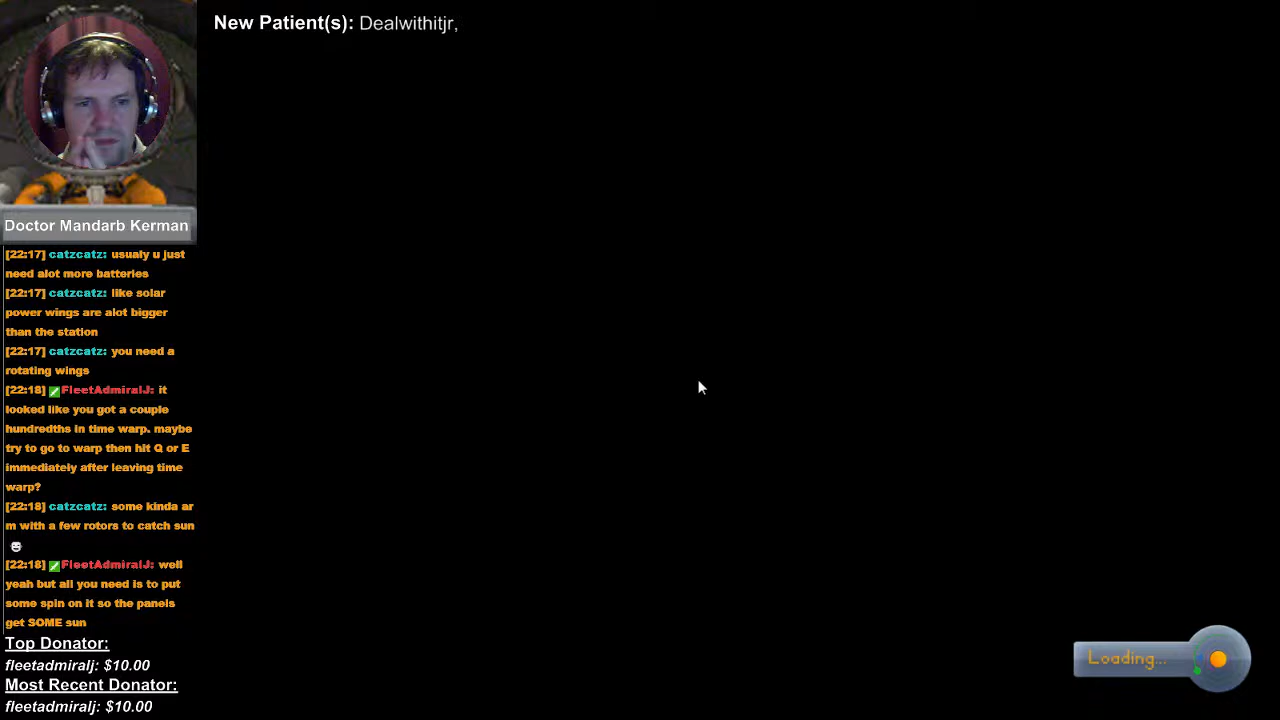 New Patient(s): Dealwithitjr,
Doctor Mandarb Kerman
[22:17] catzcatz: usualy u just
need alot more batteries
[22:17] catzcatz: like solar
power wings are alot bigger
than the station
[22:17] catzcatz: you need a
rotating wings
[22:18] FleetAdmiralJ: it
looked like you got a couple
hundredths in time warp. maybe
try to go to warp then hit Q or E
immediately after leaving time
warp?
[22:18] catzcatz: some kinda ar
m with a few rotors to catch sun
[22:18] FleetAdmiralJ: well
yeah but all you need is to put
some spin on it so the panels
get SOME sun
Top Donator:
fleetadmiralj: $10.00
Most Recent Donator:
fleetadmiralj: $10.00
Loading...